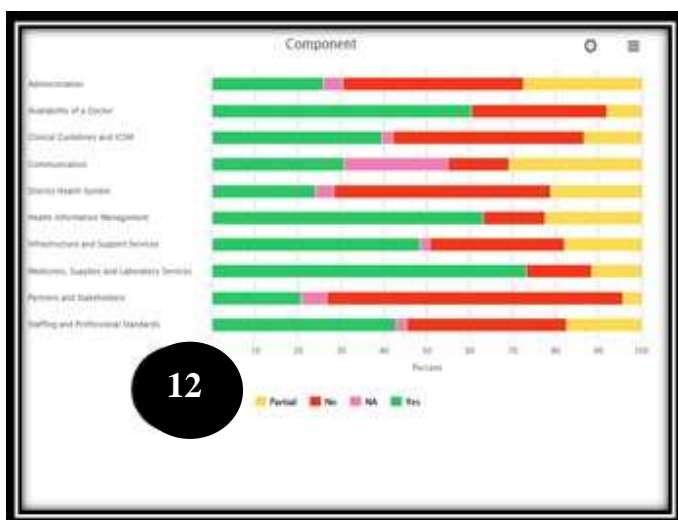 Component
Administration
Availability of a Doctor
Clinical Guidelines and ICSM
Communication
District Health System
Health Information Management
Infrastructure and Support Services
Medicines, Supplies and Laboratory Services
Partners and Stakeholders
Staffing and Professional Standards
10 20 30 40 50 60 70 80 90 100
Percent
12
Partial No NA Yes